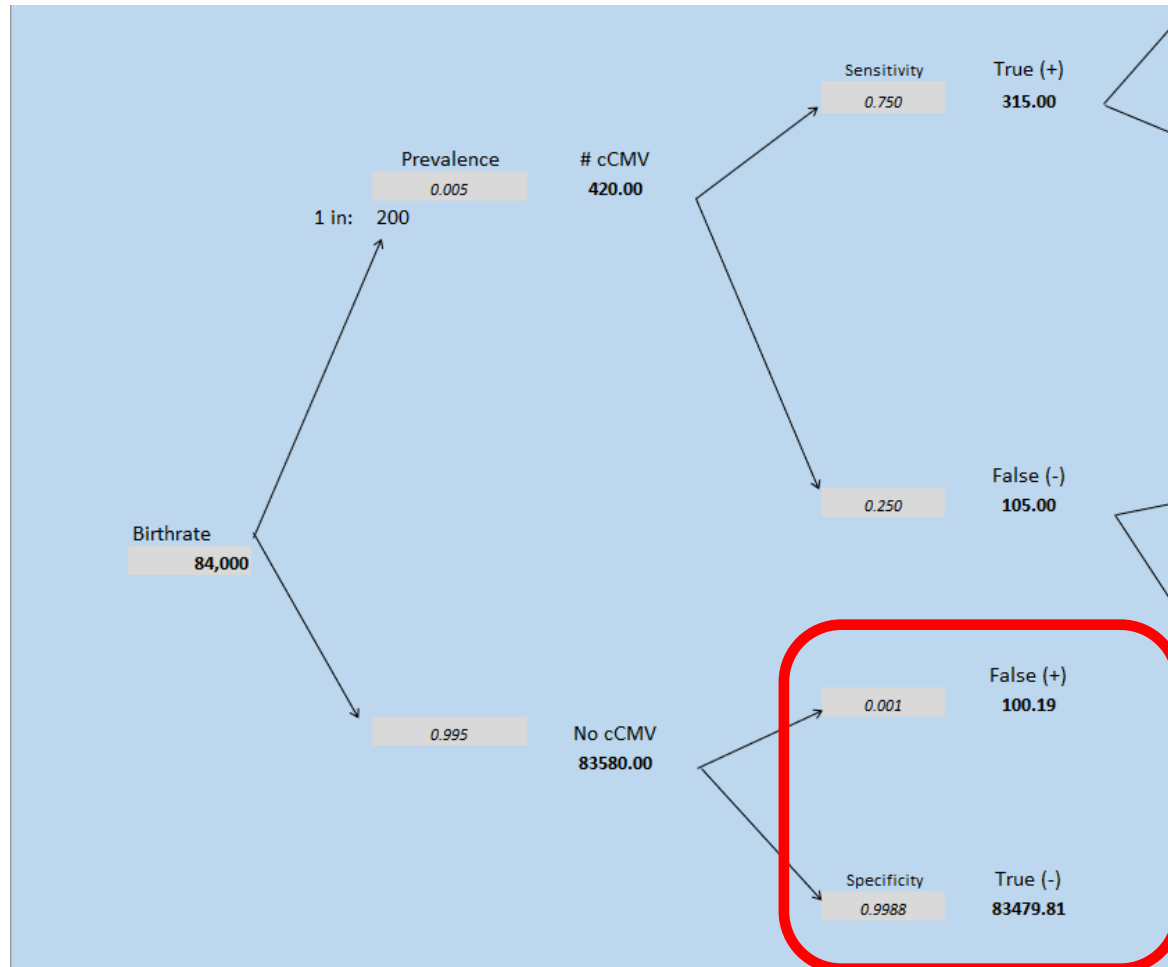 Sensitivity True (+)
0.750 315.00
Prevalence # cCMV
0.005 420.00
1 in: 200
False (-)
0.250 105.00
Birthrate
84,000
False (+)
0.001 100.19
0.995 No cCMV
83580.00
Specificity True (-)
0.9988 83479.81